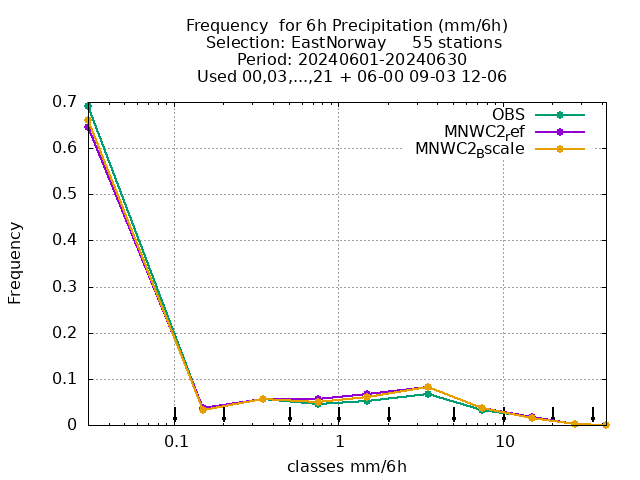 Frequency  for 6h Precipitation (mm/6h)
Selection: EastNorway     55 stations
Period: 20240601-20240630
Used 00,03,...,21 + 06-00 09-03 12-06
OBS
MNWC2ref
MNWC2Bscale
0.7
0.6
0.5
0.4
0.3
0.2
0.1
0
Frequency
0.1
1
10
classes mm/6h